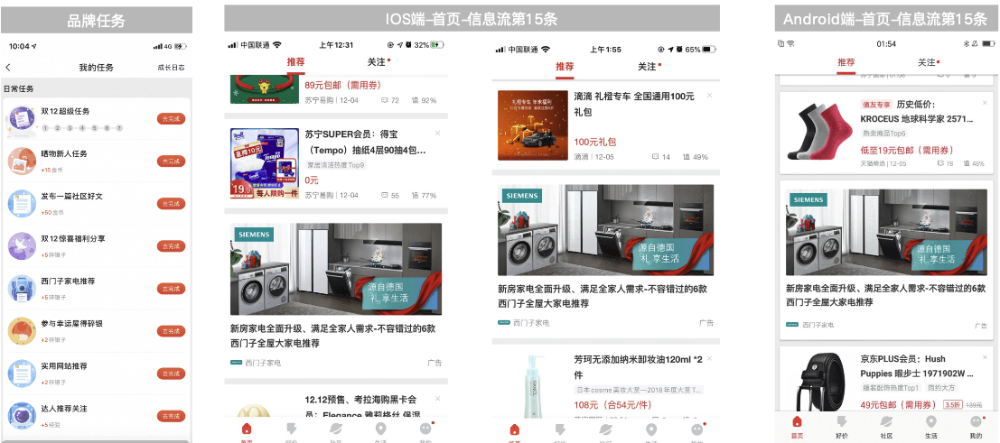 品牌任务
10:04
4G
我的任务
成长日志
日常任务
双12超级任务
1 2 3 4 5 6 7
去完成
晒物新人任务
+15金币
去完成
发布一篇社区好文
+50金币
去完成
双12惊喜福利分享
+5碎银子
去完成
西门子家电推荐
+5碎银子
去完成
参与幸运屋得碎银
+2碎银子
去完成
实用网站推荐
+2碎银子
去完成
达人推荐关注
+5经验
去完成
IOS端-首页-信息流第15条
中国联通
上午12:31
32%
推荐
关注
89元包邮（需用券）
苏宁易购 | 12-04
72
92%
苏宁SUPER会员：得宝
（Tempo）抽纸4层90抽4包...
家居清洁热度Top9
0元
苏宁易购 | 12-04
55
77%
Tempo
19.9
每人限购一件
SIEMENS
源自德国
礼享生活
新房家电全面升级、满足全家人需求-不容错过的6款
西门子全屋大家电推荐
西门子家电
广告
12.12预售、考拉海购黑卡会
员：Elegance 雅莉格丝 保湿
首页
好价
社区
生活
我的
中国联通
上午1:55
65%
推荐
关注
礼橙专车 年末福利
滴滴 礼橙专车 全国通用100元
礼包
100元礼包
滴滴 | 12-05
14
49%
SIEMENS
源自德国
礼享生活
新房家电全面升级、满足全家人需求-不容错过的6款
西门子全屋大家电推荐
西门子家电
广告
芳珂无添加纳米卸妆油120ml *2
件
日本cosme美妆大赏—2018年度大赏 T...
108元（合54元/件）
首页
好价
社区
生活
我的
Android端-首页-信息流第15条
01:54
推荐
关注
值友专享 历史低价：
KROCEUS 地球科学家 2571...
热卖商品Top6
低至19元包邮（需用券）
天猫精选 | 12-05
78
48%
SIEMENS
源自德国
礼享生活
新房家电全面升级、满足全家人需求-不容错过的6款
西门子全屋大家电推荐
西门子家电
广告
京东PLUS会员：Hush
Puppies 暇步士 1971902W ...
服装配饰热度Top1 简约大方
49元包邮（需用券） 3.5折 139元
首页
好价
社区
生活
我的